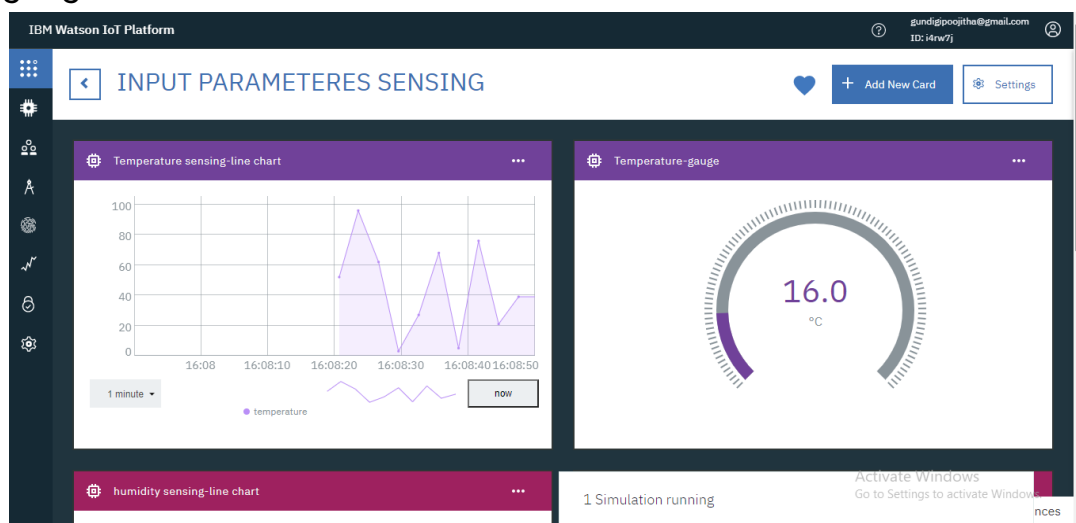 IBM Watson IoT Platform
gundigipoojitha@gmail.com
ID: i4rw7j
INPUT PARAMETERES SENSING
+ Add New Card
Settings
Temperature sensing-line chart
Temperature-gauge
100
80
60
40
20
0
16:08 16:08:10 16:08:20 16:08:30 16:08:40 16:08:50
1 minute
now
temperature
16.0
°C
humidity sensing-line chart
1 Simulation running
Activate Windows
Go to Settings to activate Windows.
nces